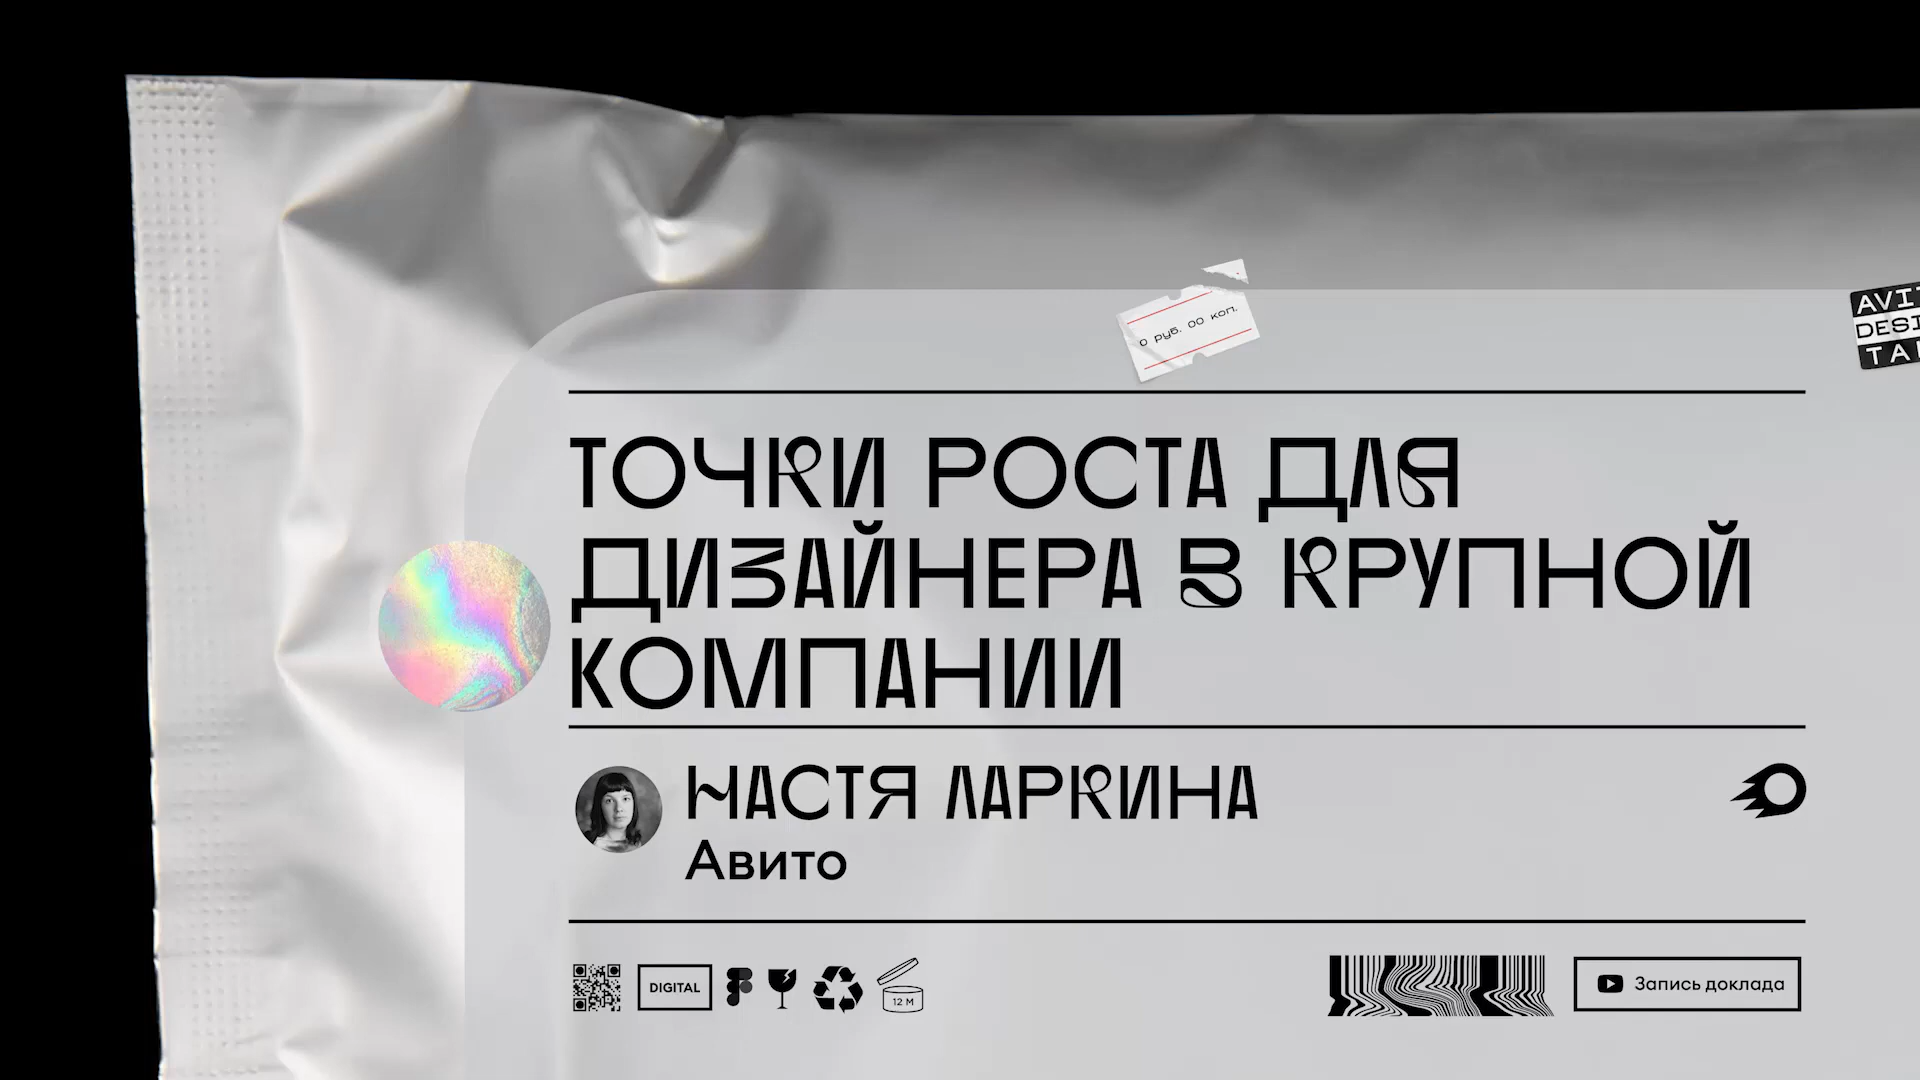 0 руб. 00 коп.
ТОЧКИ РОСТА ДЛЯ
ДИЗАЙНЕРА В КРУПНОЙ
КОМПАНИИ
НАСТЯ ЛАРКИНА
Авито
DIGITAL
12 M
Запись доклада